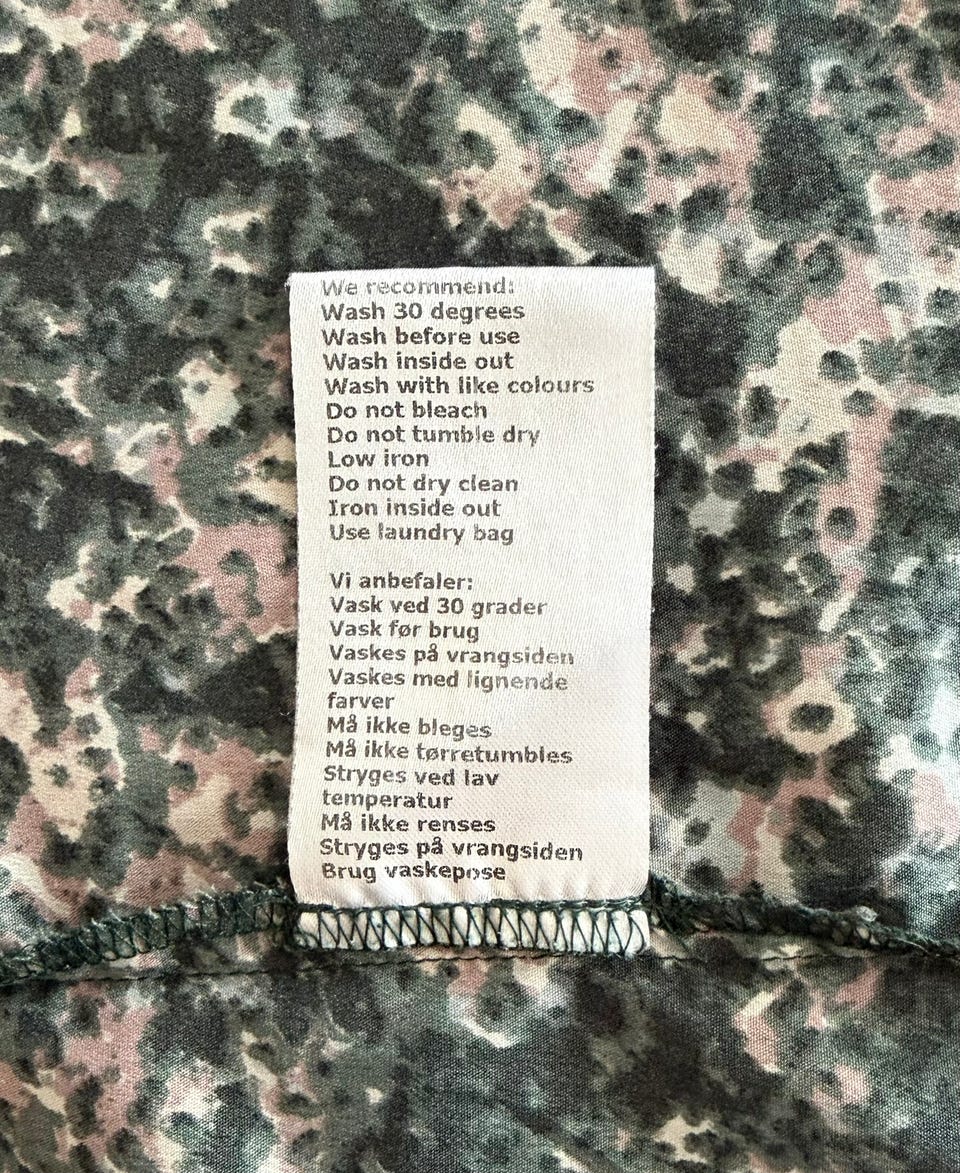 We recommend:
Wash 30 degrees
Wash before use
Wash inside out
Wash with like colours
Do not bleach
Do not tumble dry
Low iron
Do not dry clean
Iron inside out
Use laundry bag
Vi anbefaler:
Vask ved 30 grader
Vask før brug
Vaskes på vrangsiden
Vaskes med lignende
farver
Må ikke bleges
Må ikke tørretumbles
Stryges ved lav
temperatur
Må ikke renses
Stryges på vrangsiden
Brug vaskepose